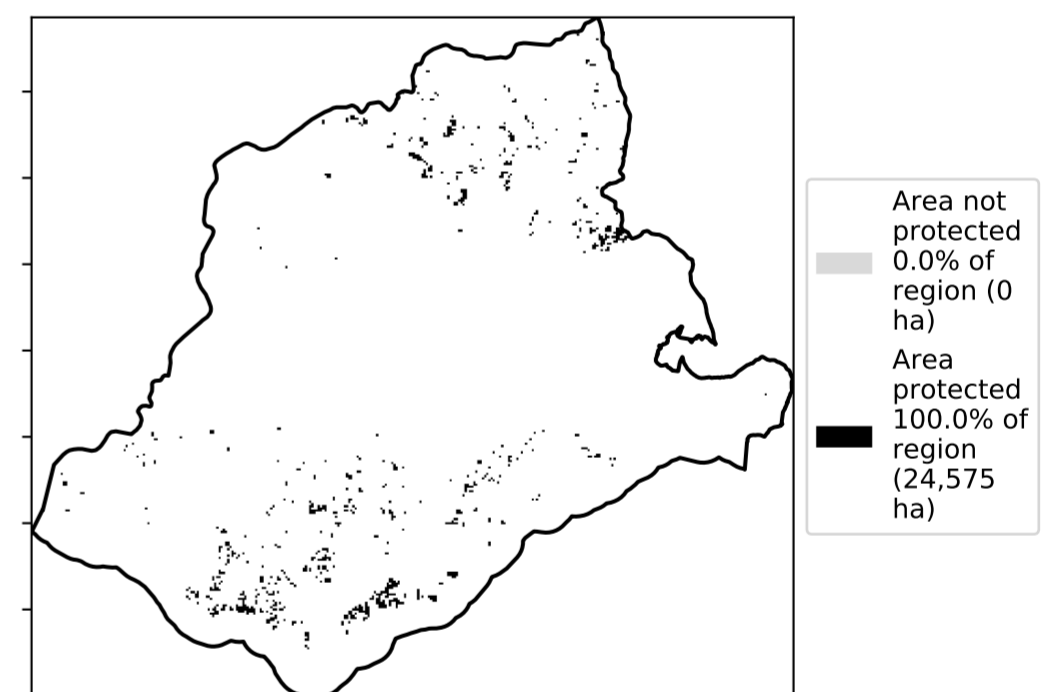 Area not
protected
0.0% of
region (0
ha)
Area
protected
100.0% of
region
(24,575
ha)